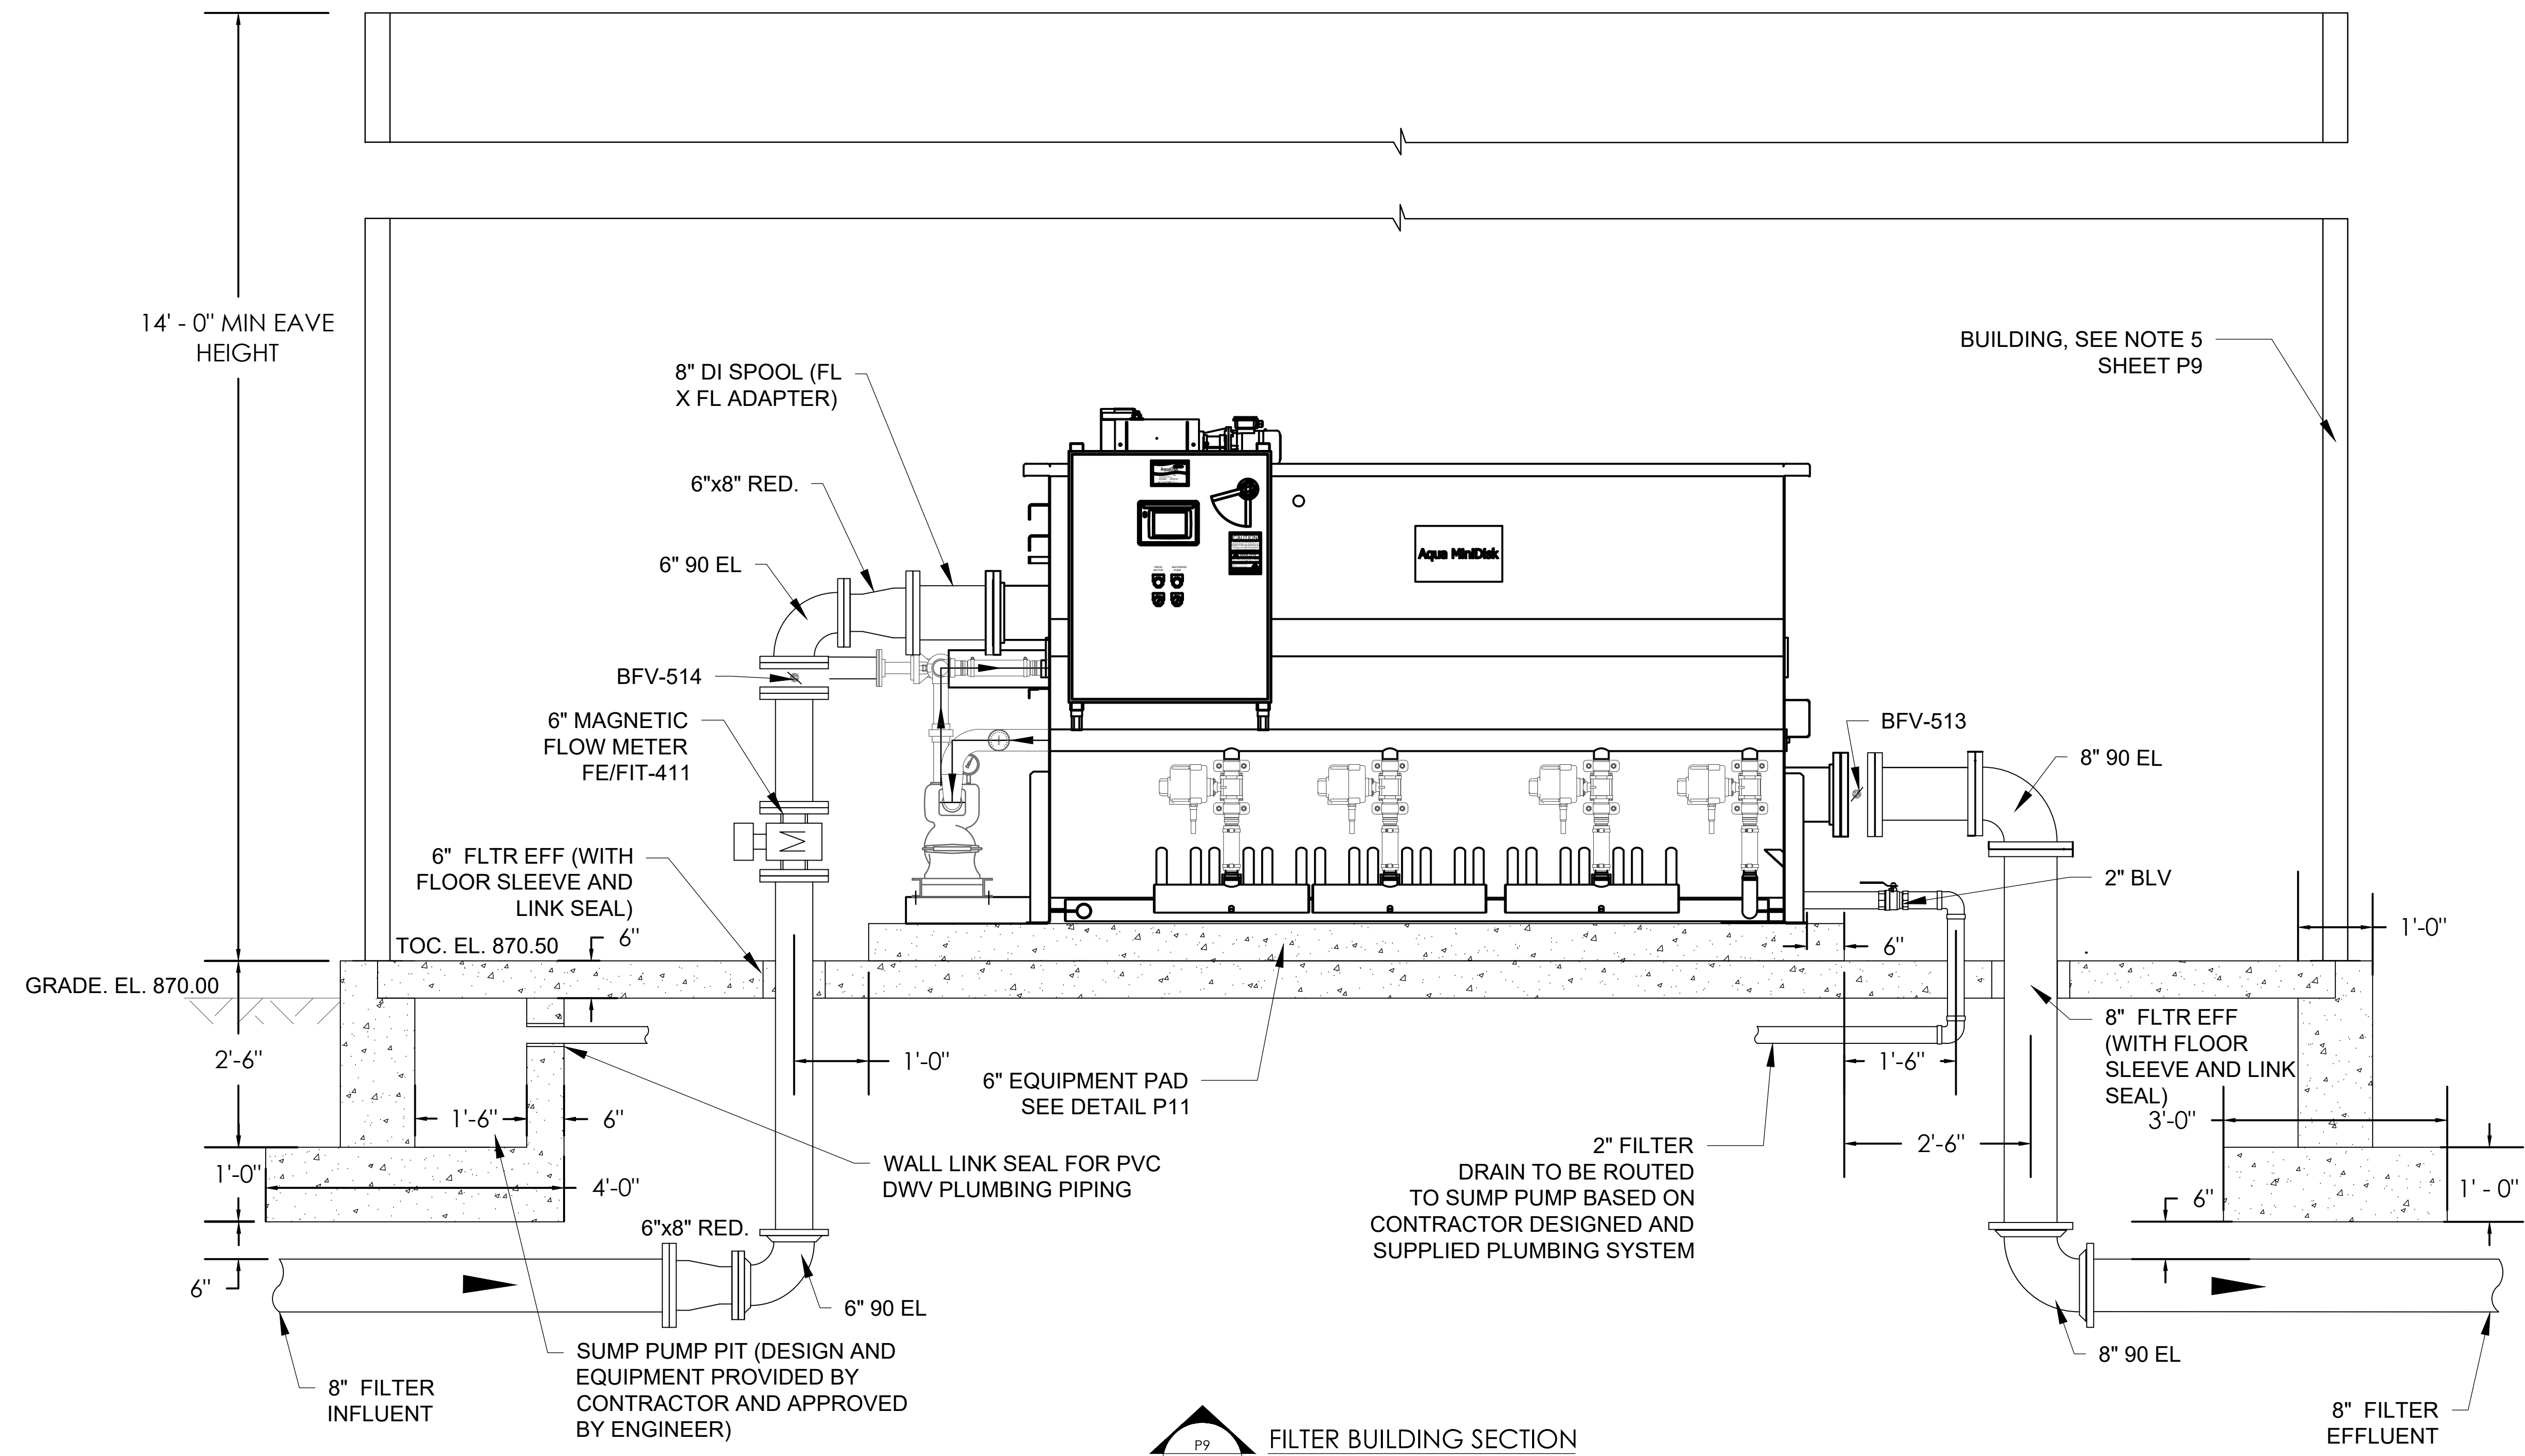 14' - 0" MIN EAVE
HEIGHT
8" DI SPOOL (FL
X FL ADAPTER)
BUILDING, SEE NOTE 5
SHEET P9
6"x8" RED.
6" 90 EL
CAUTION
Aqua MiniDisk
BFV-514
6" MAGNETIC
FLOW METER
FE/FIT-411
M
BFV-513
8" 90 EL
6" FLTR EFF (WITH
FLOOR SLEEVE AND
LINK SEAL)
2" BLV
1'-0"
TOC. EL. 870.50
6"
6"
GRADE. EL. 870.00
2'-6"
1'-0"
6" EQUIPMENT PAD
SEE DETAIL P11
1'-6"
8" FLTR EFF
(WITH FLOOR
SLEEVE AND LINK
SEAL)
1'-6"
6"
3'-0"
2'-6"
WALL LINK SEAL FOR PVC
DWV PLUMBING PIPING
2" FILTER
DRAIN TO BE ROUTED
TO SUMP PUMP BASED ON
CONTRACTOR DESIGNED AND
SUPPLIED PLUMBING SYSTEM
1'-0"
4'-0"
6"
1' - 0"
6"x8" RED.
6"
6" 90 EL
SUMP PUMP PIT (DESIGN AND
EQUIPMENT PROVIDED BY
CONTRACTOR AND APPROVED
BY ENGINEER)
8" FILTER
INFLUENT
8" 90 EL
8" FILTER
EFFLUENT
P9
FILTER BUILDING SECTION